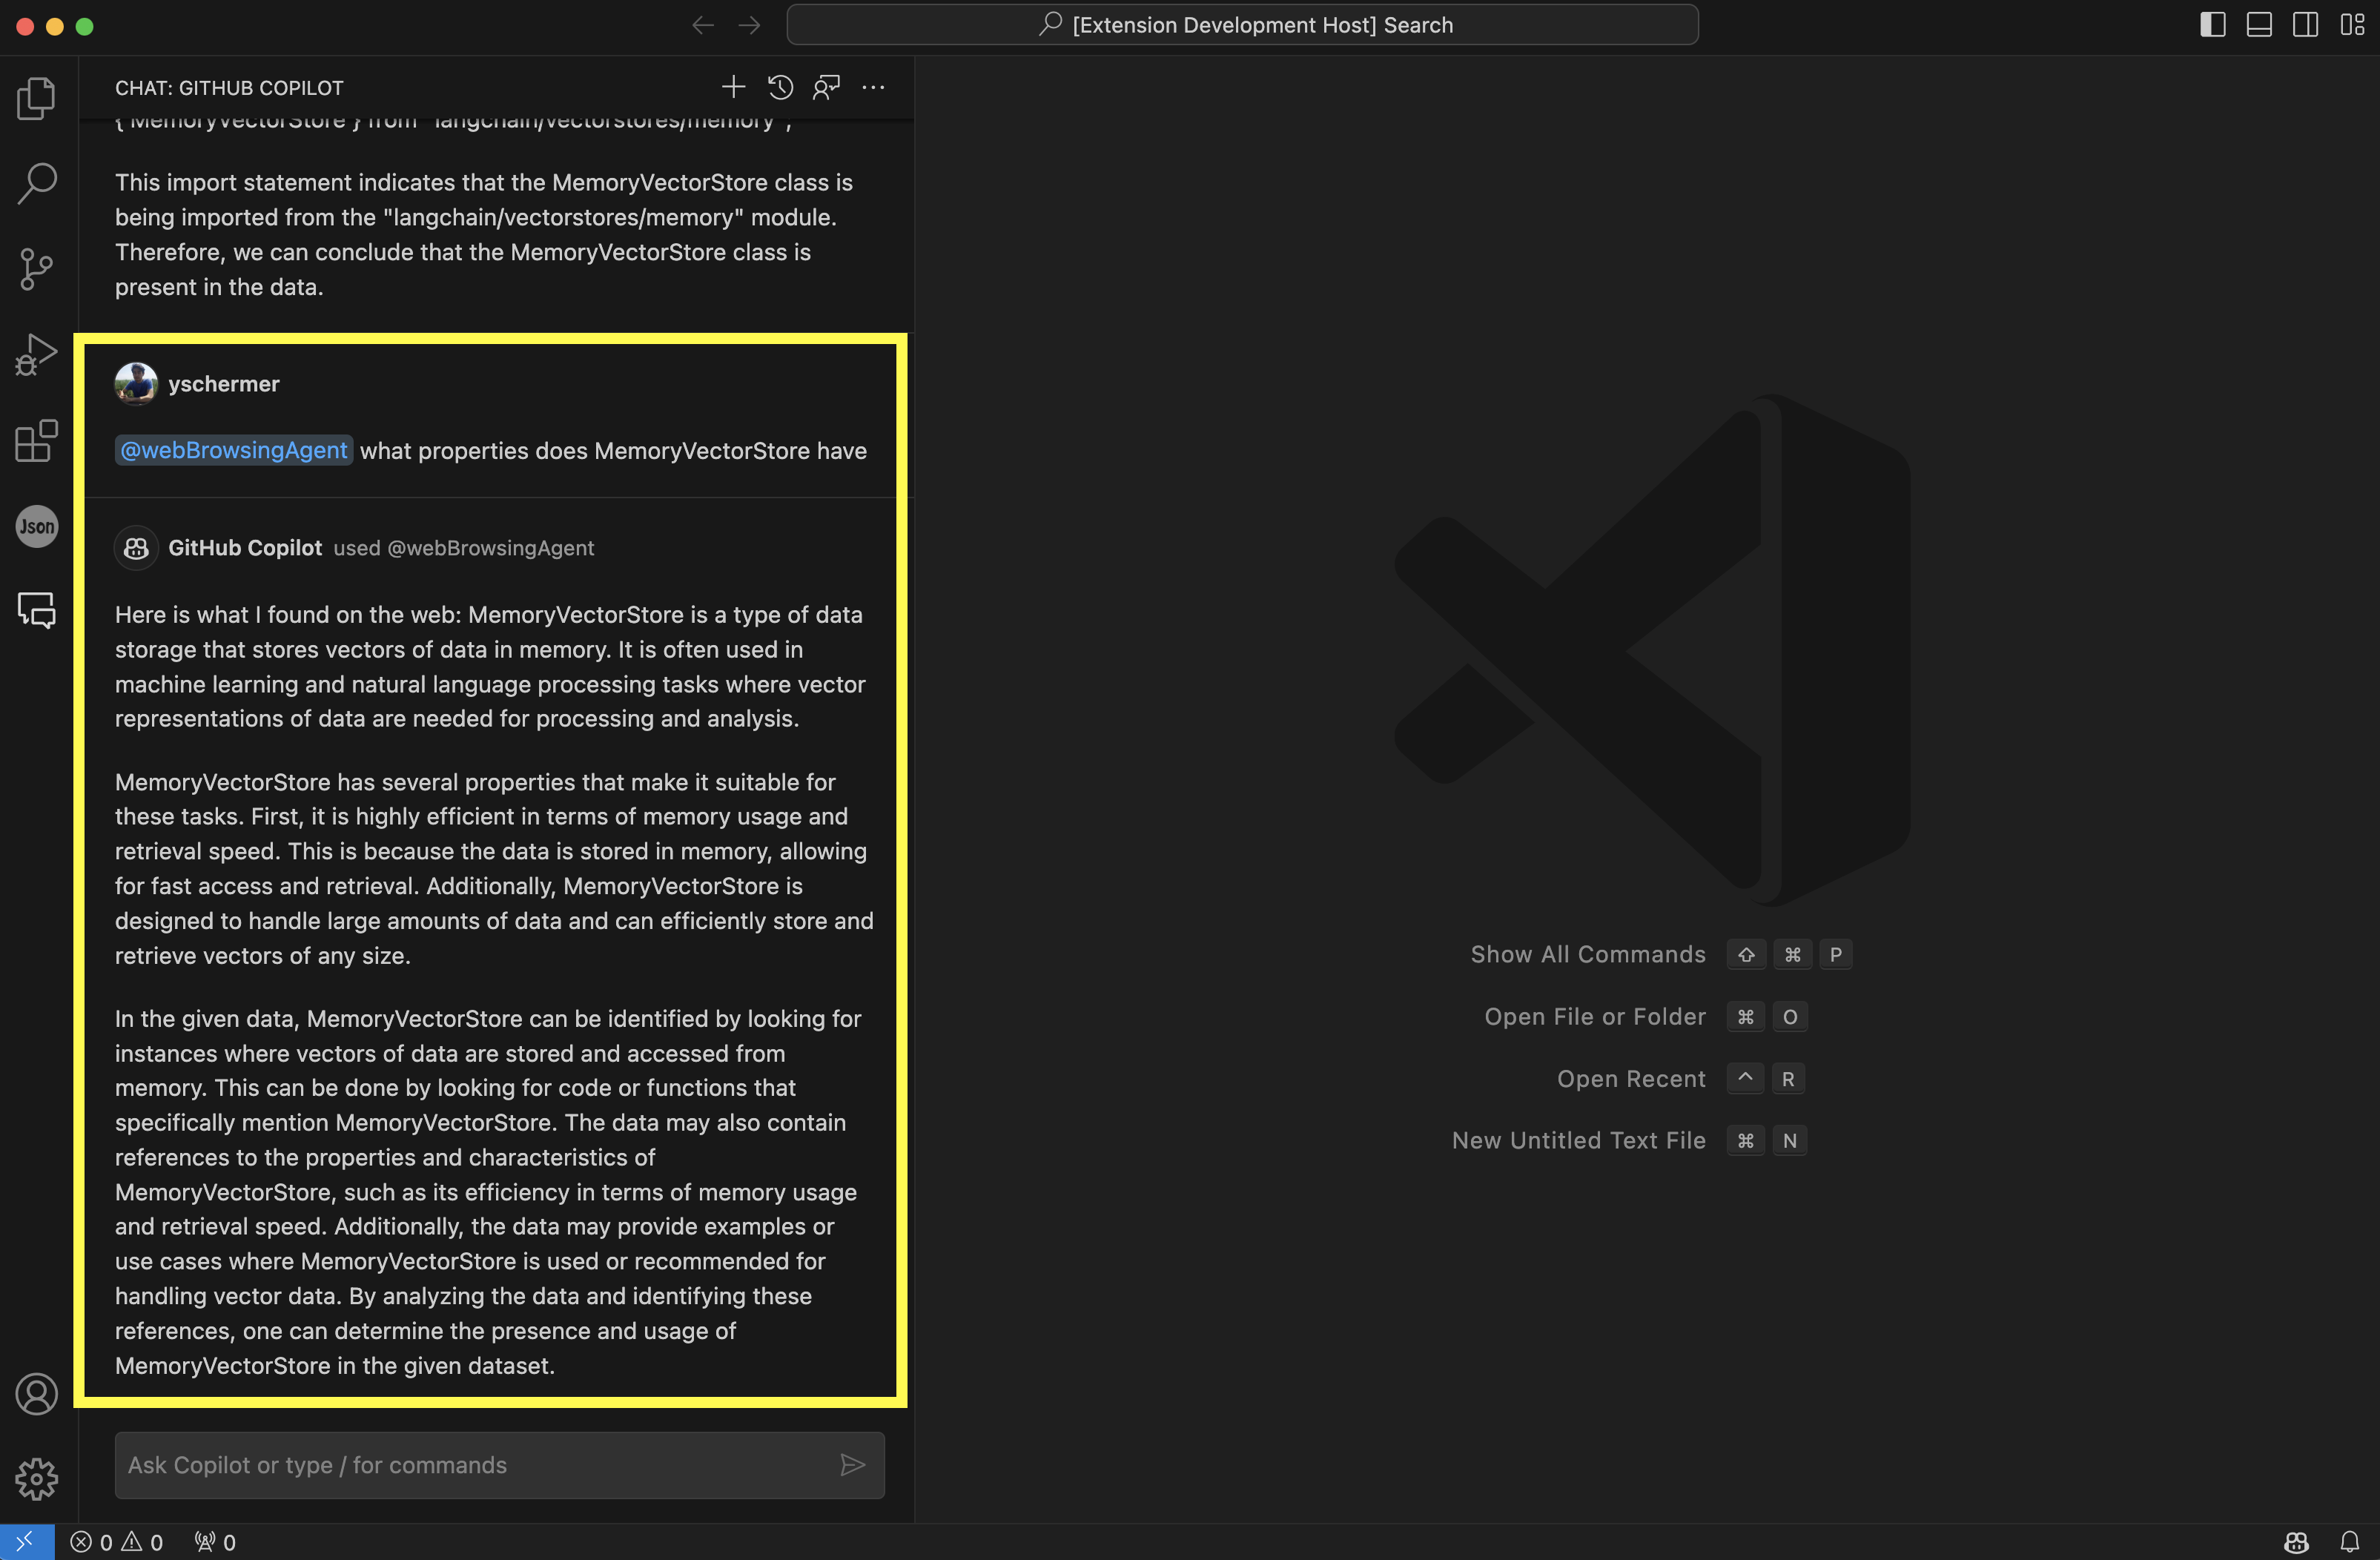 [Extension Development Host] Search
CHAT: GITHUB COPILOT
{ MemoryVectorStore } from "langchain/vectorstores/memory";
This import statement indicates that the MemoryVectorStore class is
being imported from the "langchain/vectorstores/memory" module.
Therefore, we can conclude that the MemoryVectorStore class is
present in the data.
yschermer
@webBrowsingAgent what properties does MemoryVectorStore have
Json
GitHub Copilot used @webBrowsingAgent
Here is what I found on the web: MemoryVectorStore is a type of data
storage that stores vectors of data in memory. It is often used in
machine learning and natural language processing tasks where vector
representations of data are needed for processing and analysis.
MemoryVectorStore has several properties that make it suitable for
these tasks. First, it is highly efficient in terms of memory usage and
retrieval speed. This is because the data is stored in memory, allowing
for fast access and retrieval. Additionally, MemoryVectorStore is
designed to handle large amounts of data and can efficiently store and
retrieve vectors of any size.
In the given data, MemoryVectorStore can be identified by looking for
instances where vectors of data are stored and accessed from
memory. This can be done by looking for code or functions that
specifically mention MemoryVectorStore. The data may also contain
references to the properties and characteristics of
MemoryVectorStore, such as its efficiency in terms of memory usage
and retrieval speed. Additionally, the data may provide examples or
use cases where MemoryVectorStore is used or recommended for
handling vector data. By analyzing the data and identifying these
references, one can determine the presence and usage of
MemoryVectorStore in the given dataset.
Ask Copilot or type / for commands
Show All Commands ⇧ ⌘ P
Open File or Folder ⌘ O
Open Recent ^ R
New Untitled Text File ⌘ N
0 0 0